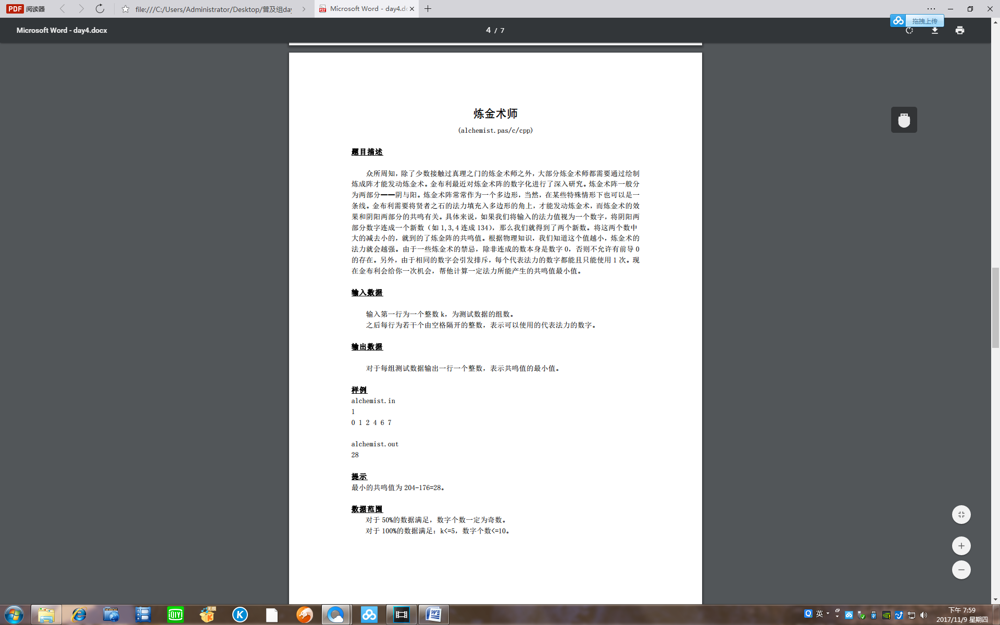 PDF 阅读器
file:///C:/Users/Administrator/Desktop/普及组day
Microsoft Word - day4.dc
拖拽上传
Microsoft Word - day4.docx
4 / 7
炼金术师
(alchemist.pas/c/cpp)
题目描述
众所周知，除了少数接触过真理之门的炼金术师之外，大部分炼金术师都需要通过绘制
炼成阵才能发动炼金术。金布利最近对炼金术阵的数字化进行了深入研究。炼金术阵一般分
为两部分——阴与阳。炼金术阵常常作为一个多边形，当然，在某些特殊情形下也可以是一
条线。金布利需要将贤者之石的法力填充入多边形的角上，才能发动炼金术，而炼金术的效
果和阴阳两部分的共鸣有关。具体来说，如果我们将输入的法力值视为一个数字，将阴阳两
部分数字连成一个新数（如 1,3,4 连成 134），那么我们就得到了两个新数。将这两个数中
大的减去小的，就到的了炼金阵的共鸣值。根据物理知识，我们知道这个值越小，炼金术的
法力就会越强。由于一些炼金术的禁忌，除非连成的数本身是数字 0，否则不允许有前导 0
的存在。另外，由于相同的数字会引发排斥，每个代表法力的数字都能且只能使用 1 次。现
在金布利会给你一次机会，帮他计算一定法力所能产生的共鸣值最小值。
输入数据
输入第一行为一个整数 k，为测试数据的组数。
之后每行为若干个由空格隔开的整数，表示可以使用的代表法力的数字。
输出数据
对于每组测试数据输出一行一个整数，表示共鸣值的最小值。
样例
alchemist.in
1
0 1 2 4 6 7
alchemist.out
28
提示
最小的共鸣值为 204-176=28。
数据范围
对于 50%的数据满足，数字个数一定为奇数。
对于 100%的数据满足：k<=5，数字个数<=10。
QIYI
无损
K
英
下午 7:59
2017/11/9 星期四